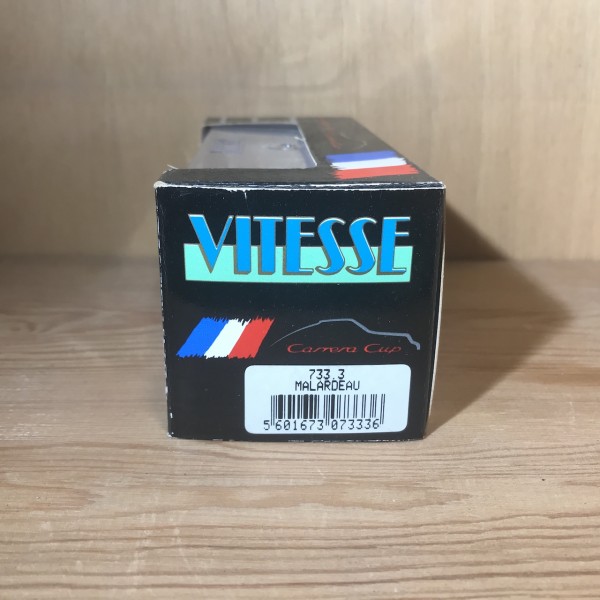 VITESSE
Carrera Cup
733.3
MALARDEAU
5 601673 073336